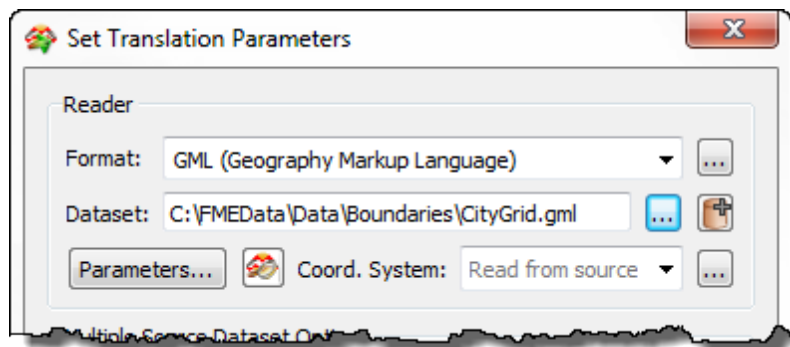 Set Translation Parameters
Reader
Format: GML (Geography Markup Language) ...
Dataset: C:\FMEData\Data\Boundaries\CityGrid.gml ...
Parameters... Coord. System: Read from source ...